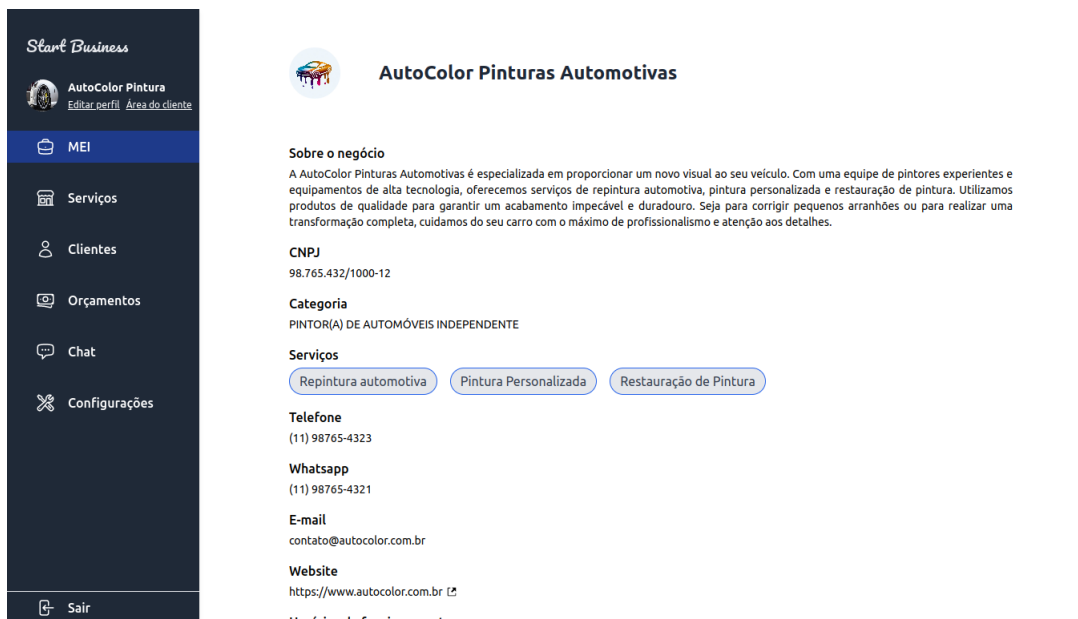 Start Business
AutoColor Pintura
Editar perfil Área do cliente
MEI
Serviços
Clientes
Orçamentos
Chat
Configurações
Sair
AutoColor Pinturas Automotivas
Sobre o negócio
A AutoColor Pinturas Automotivas é especializada em proporcionar um novo visual ao seu veículo. Com uma equipe de pintores experientes e
equipamentos de alta tecnologia, oferecemos serviços de repintura automotiva, pintura personalizada e restauração de pintura. Utilizamos
produtos de qualidade para garantir um acabamento impecável e duradouro. Seja para corrigir pequenos arranhões ou para realizar uma
transformação completa, cuidamos do seu carro com o máximo de profissionalismo e atenção aos detalhes.
CNPJ
98.765.432/1000-12
Categoria
PINTOR(A) DE AUTOMÓVEIS INDEPENDENTE
Serviços
Repintura automotiva Pintura Personalizada Restauração de Pintura
Telefone
(11) 98765-4323
Whatsapp
(11) 98765-4321
E-mail
contato@autocolor.com.br
Website
https://www.autocolor.com.br